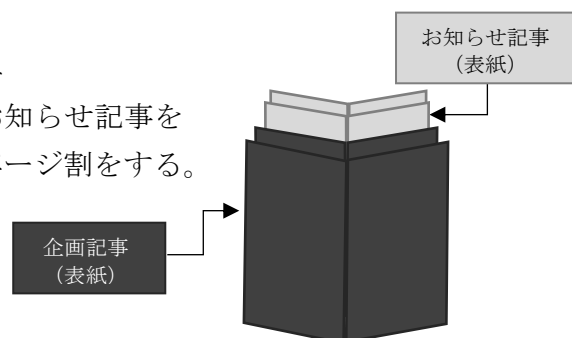 お知らせ記事
（表紙）
お知らせ記事を
ページ割をする。
企画記事
（表紙）